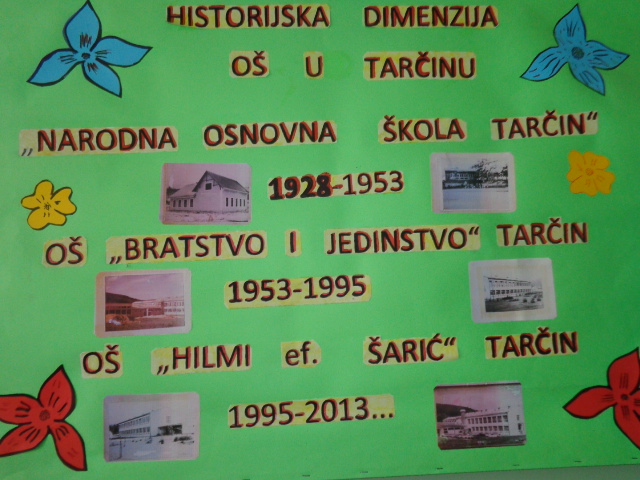 HISTORIJSKA DIMENZIJA
OŠ U TARČINU
„NARODNA OSNOVNA ŠKOLA TARČIN“
1928-1953
OŠ „BRATSTVO I JEDINSTVO“ TARČIN
1953-1995
OŠ „HILMI ef. ŠARIĆ“ TARČIN
1995-2013...